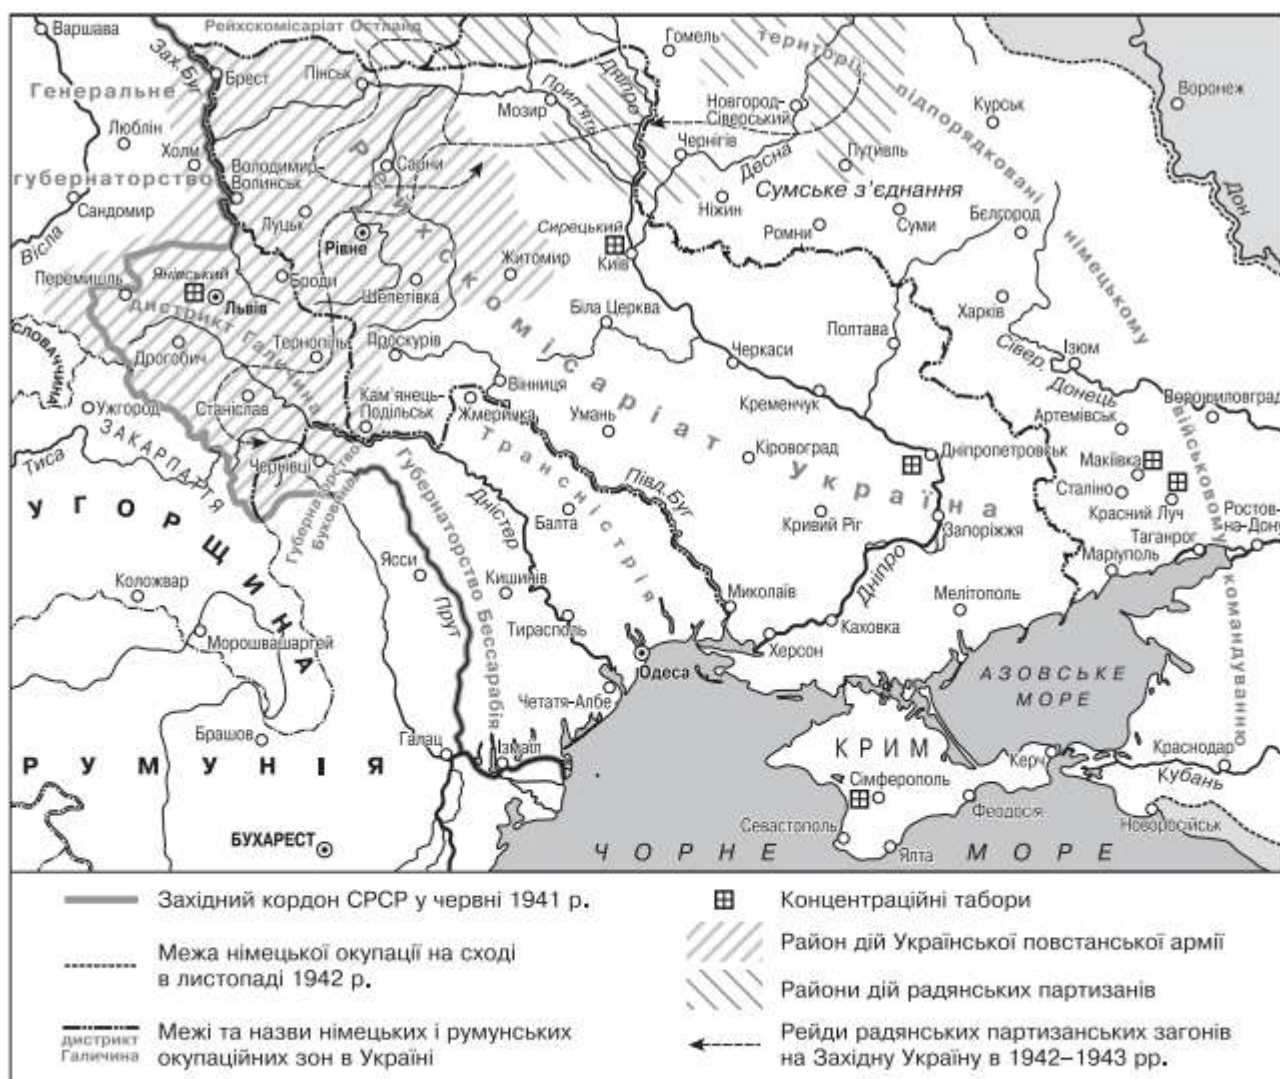 Варшава
Рейхскомісаріат Остланд
Гомель
території,
Зах. Буг
Брест
Пінськ
Дніпро
Прип'ять
Генеральне
Мозир
Новгород-
Сіверський
підпорядковані
Курськ
Воронеж
Люблін
Холм
Чернігів
Десна
Путивль
Сарни
губернаторство
Володимир
Волинськ
Сумське з'єднання
Дон
Сандомир
Луцьк
Ніжин
Ромни
Суми
Бєлгород
Вісла
Рівне
Сирецький
Київ
Житомир
німецькому
Перемишль
Янівський
Львів
Броди
Шепетівка
Рейхскомісаріат Україна
дистрикт Галичина
Біла Церква
Полтава
Харків
СЛОВАЧЧИНА
Дрогобич
Тернопіль
Проскурів
Черкаси
Сівер. Донець
Ізюм
Вінниця
Ужгород
Станіслав
Кам'янець-
Подільськ
Жмеринка
Умань
Кременчук
Артемівськ
Ворошиловград
військовому
ЗАКАРПАТТЯ
Тиса
Чернівці
Трансністрія
Кіровоград
Дніпропетровськ
Макіївка
Сталіно
Красний Луч
Ростов-
на-Дону
УГОРЩИНА
Губернаторство
Буковина
Губернаторство Бессарабія
Дністер
Балта
Півд. Буг
Кривий Ріг
Запоріжжя
Таганрог
Маріуполь
Коложвар
Ясси
Кишинів
Миколаїв
Дніпро
Мелітополь
командуванню
Прут
Морошвашаргей
Тирасполь
Херсон
Каховка
Одеса
АЗОВСЬКЕ
МОРЕ
Четатя-Албе
Брашов
Галац
Ізмаїл
КРИМ
Керч
Краснодар
Кубань
РУМУНІЯ
Сімферополь
Феодосія
Новоросійськ
БУХАРЕСТ
Севастополь
Ялта
ЧОРНЕ МОРЕ
Західний кордон СРСР у червні 1941 р.
Межа німецької окупації на сході
в листопаді 1942 р.
дистрикт
Галичина
Межі та назви німецьких і румунських
окупаційних зон в Україні
Концентраційні табори
Район дій Української повстанської армії
Райони дій радянських партизанів
Рейди радянських партизанських загонів
на Західну Україну в 1942–1943 рр.